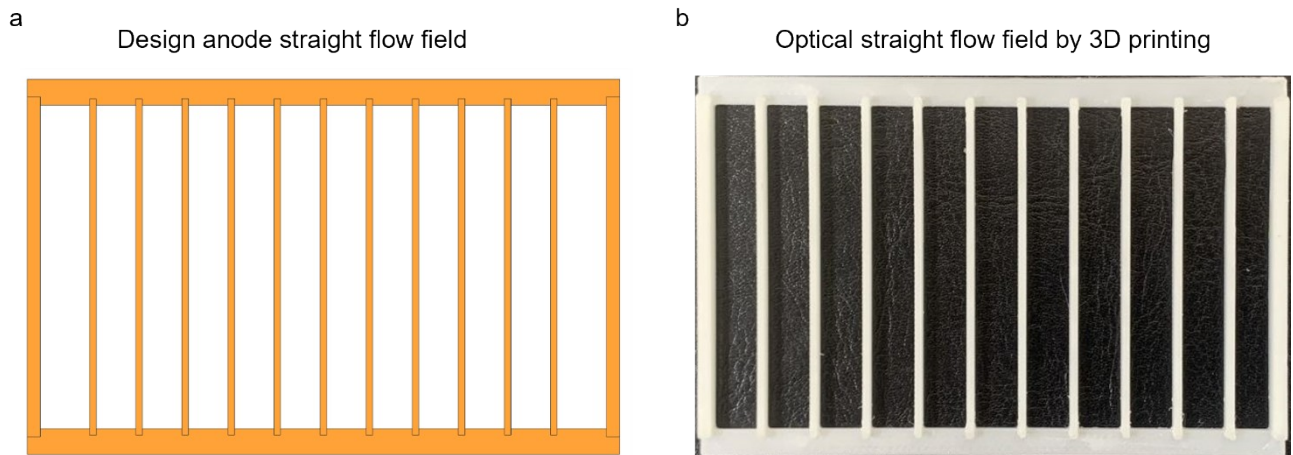 a
Design anode straight flow field
b
Optical straight flow field by 3D printing